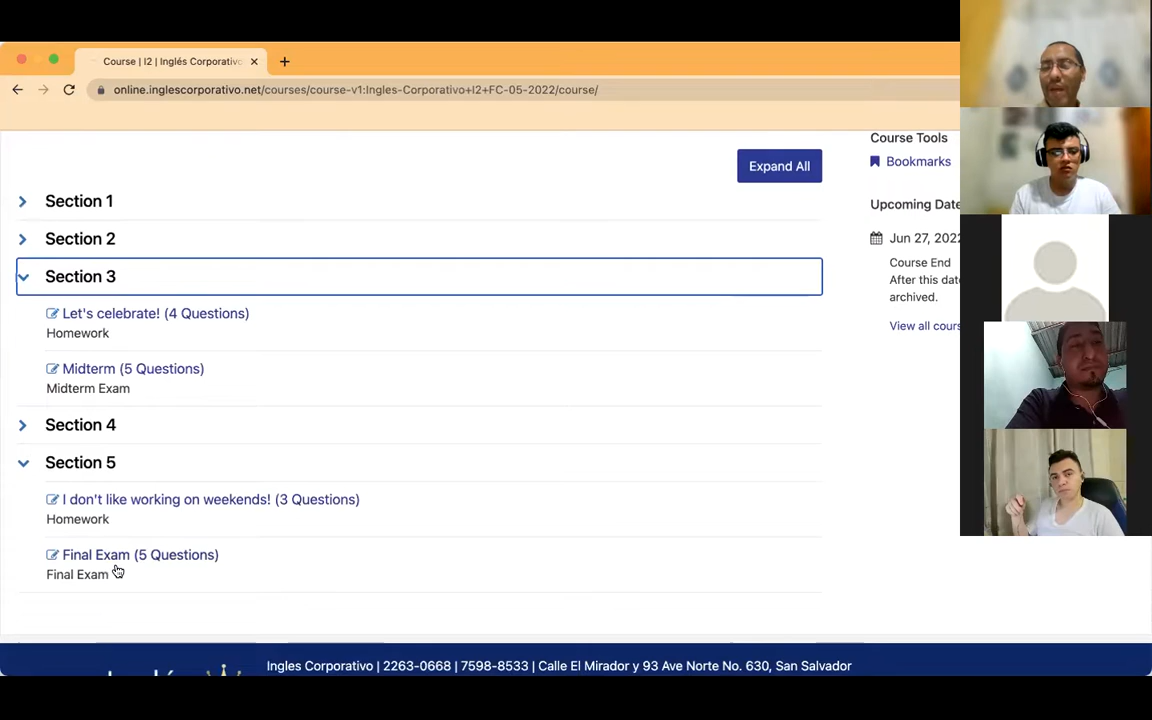 Course | I2 | Inglés Corporativo
online.inglescorporativo.net/courses/course-v1:Ingles-Corporativo+I2+FC-05-2022/course/
Expand All
Section 1
Section 2
Section 3
Let's celebrate! (4 Questions)
Homework
Midterm (5 Questions)
Midterm Exam
Section 4
Section 5
I don't like working on weekends! (3 Questions)
Homework
Final Exam (5 Questions)
Final Exam
Course Tools
Bookmarks
Upcoming Date
Jun 27, 2022
Course End
After this dat
archived.
View all cour
Ingles Corporativo | 2263-0668 | 7598-8533 | Calle El Mirador y 93 Ave Norte No. 630, San Salvador